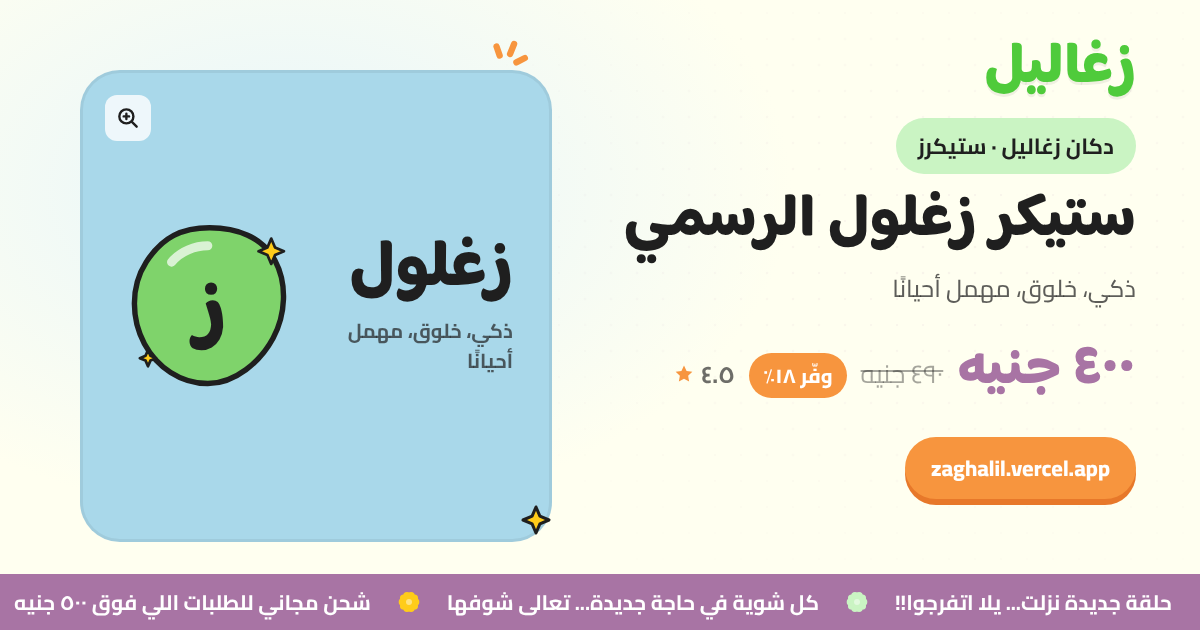 زغاليل
دكان زغاليل · ستيكرز
ستيكر زغلول الرسمي
ذكي، خلوق، مهمل أحيانًا
٤٠٠ جنيه
٤٩٠ جنيه
وفّر ١٨٪
٤.٥
zaghalil.vercel.app
زغلول
ذكي، خلوق، مهمل
أحيانًا
ز
حلقة جديدة نزلت... يلا اتفرجوا!!
كل شوية في حاجة جديدة... تعالى شوفها
شحن مجاني للطلبات اللي فوق ٥٠٠ جنيه